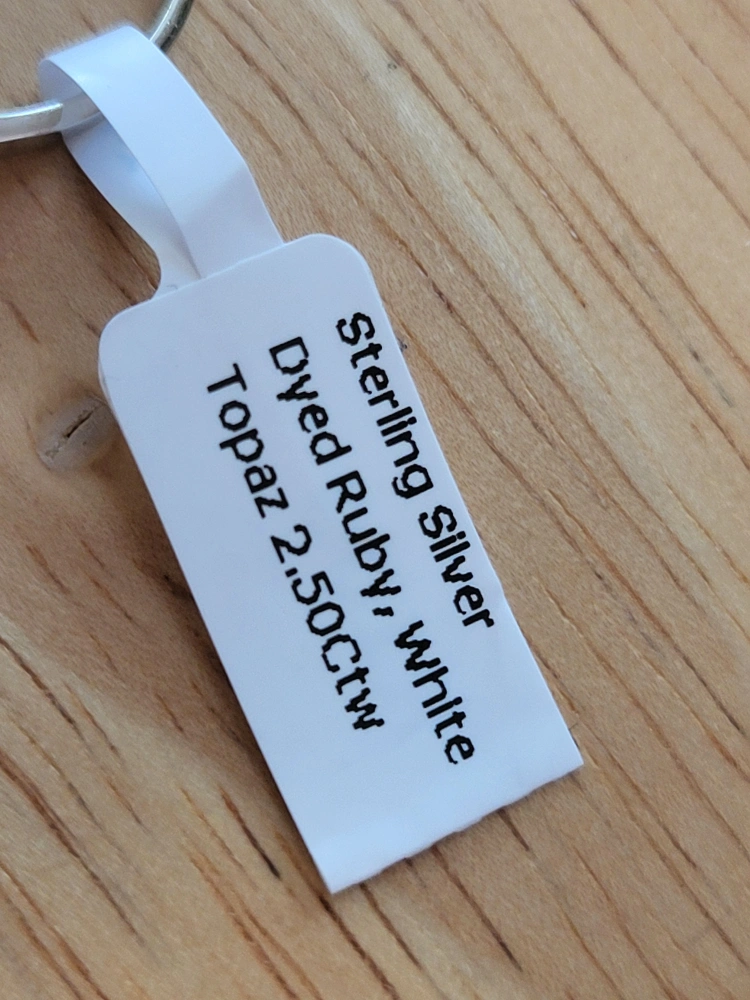 Sterling Silver
Dyed Ruby, White
Topaz 2.50Ctw